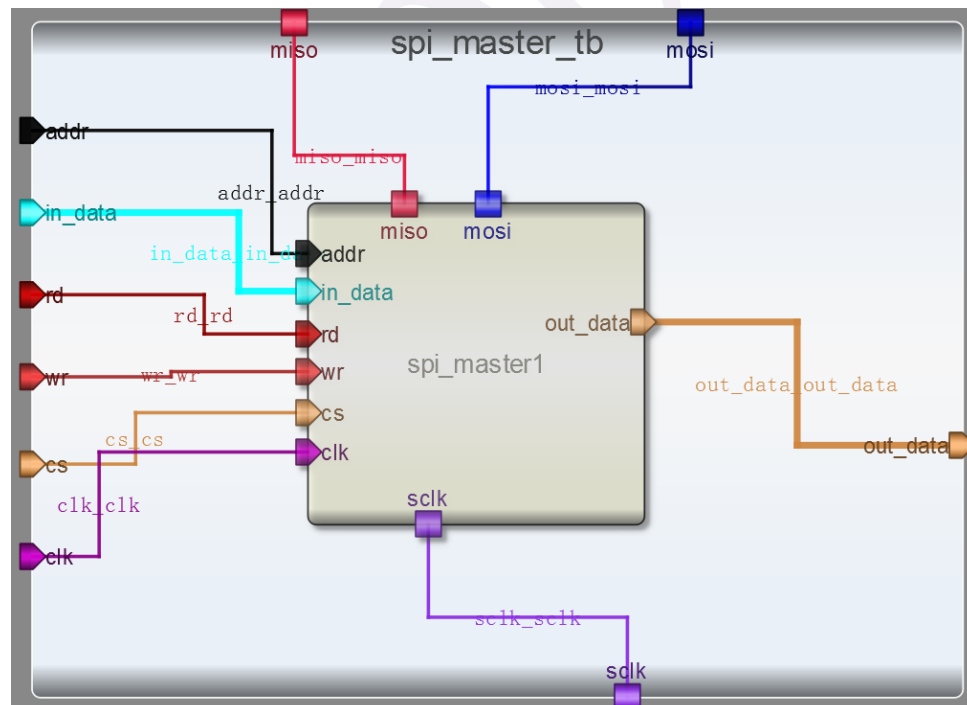 spi_master_tb
miso
mosi
mosi_mosi
addr
miso_miso
addr_addr
in_data
miso
mosi
in_data_in_da
addr
in_data
rd
rd_rd
rd
out_data
spi_master1
wr
wr_wr
wr
out_data_out_data
cs
cs_cs
out_data
clk
cs
sclk
clk_clk
clk
sclk_sclk
sclk